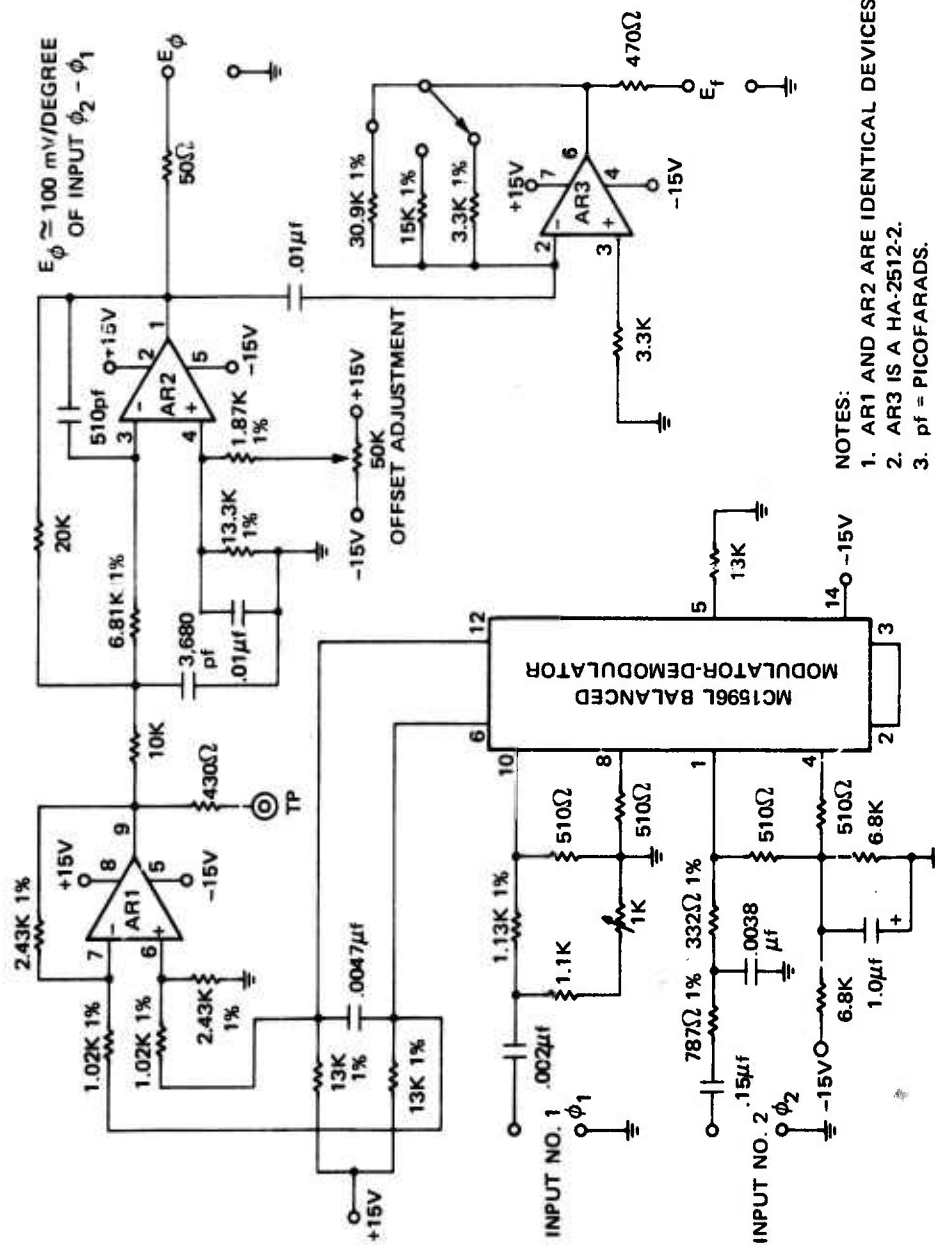 E_φ ≃ 100 mV/DEGREE
OF INPUT φ₂ - φ₁
20K
510pf
+15V
2
1
3
AR2
-
+
4
5
-15V
50Ω
E_φ
2.43K 1%
+15V
8
9
7
AR1
-
+
6
5
-15V
10K
430Ω
TP
6.81K 1%
3,680
pf
.01µf
13.3K
1%
1.87K
1%
-15V
+15V
50K
OFFSET ADJUSTMENT
.01µf
30.9K 1%
15K 1%
3.3K 1%
+15V
7
2
-
AR3
+
3
6
4
-15V
470Ω
E_f
3.3K
1.02K 1%
1.02K 1%
2.43K
1%
+15V
13K
1%
13K 1%
.0047µf
INPUT NO. 1
φ₁
.002µf
1.13K 1%
1.1K
1K
510Ω
510Ω
INPUT NO. 2
φ₂
.15µf
787Ω 1%
332Ω 1%
.0038
µf
510Ω
510Ω
-15V
6.8K
1.0µf
+
6.8K
10
8
1
4
6
12
5
14
2
3
MC1596L BALANCED
MODULATOR-DEMODULATOR
13K
-15V
NOTES:
1. AR1 AND AR2 ARE IDENTICAL DEVICES
2. AR3 IS A HA-2512-2.
3. pf = PICOFARADS.